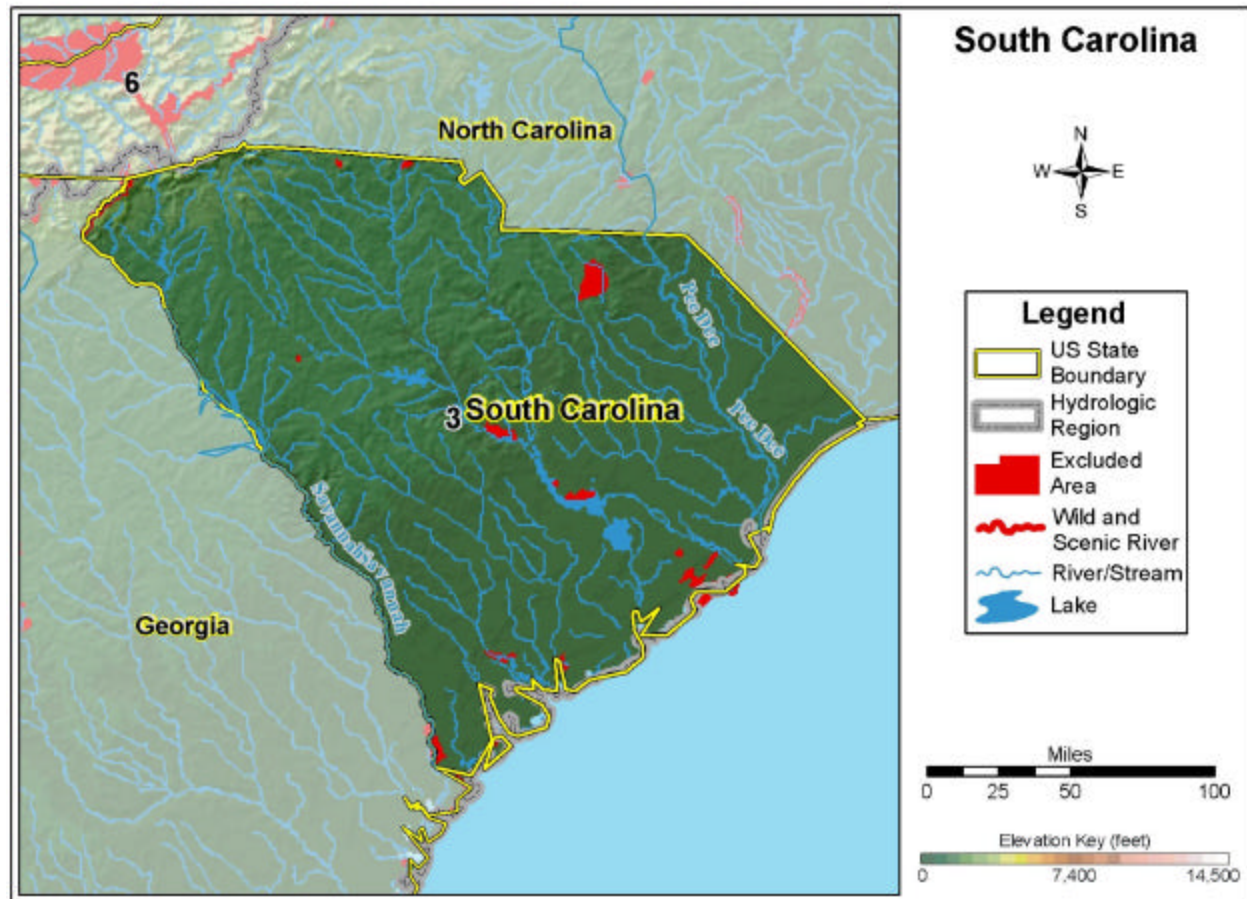 South Carolina
6
North Carolina
N
W E
S
Pee Dee
Legend
US State
Boundary
Hydrologic
Region
Excluded
Area
Wild and
Scenic River
River/Stream
Lake
3 South Carolina
Pee Dee
Savannah Savannah
Georgia
Miles
0 25 50 100
Elevation Key (feet)
0 7,400 14,500